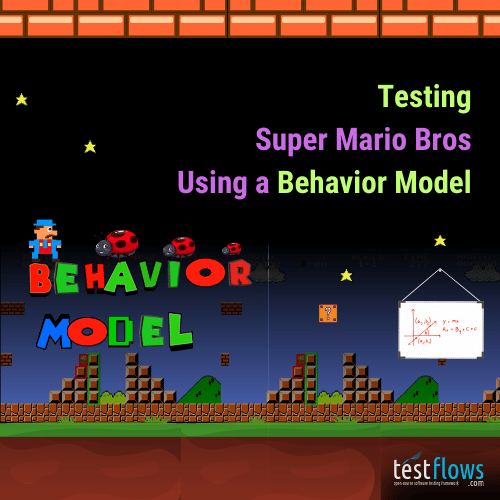 Testing
Super Mario Bros
Using a Behavior Model
BEHAVIOR
MODEL
?
testflows
open-source software testing framework .com